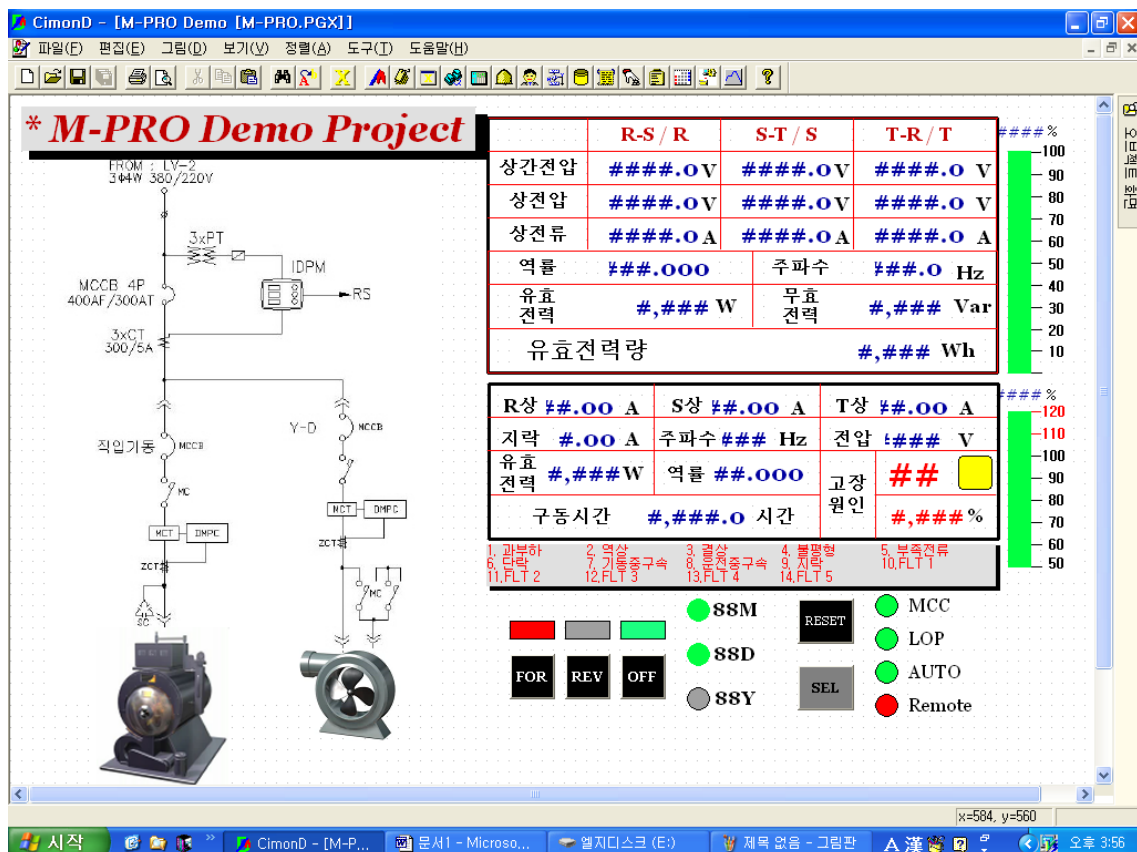 CimonD - [M-PRO Demo [M-PRO.PGX]]
파일(F) 편집(E) 그림(D) 보기(V) 정렬(A) 도구(T) 도움말(H)
* M-PRO Demo Project
FROM : LV-2
3Φ4W 380/220V
3xPT
IDPM
MCCB 4P
400AF/300AT
RS
3xCT
300/5A
Y-D
MCCB
직입기동
MCCB
MC
MCT
DMPC
MCT
DMPC
ZCT
ZCT
MC
SC
R-S / R S-T / S T-R / T
상간전압 ####.0 V ####.0 V ####.0 V
상전압 ####.0 V ####.0 V ####.0 V
상전류 ####.0 A ####.0 A ####.0 A
역률 ###.000 주파수 ###.0 Hz
유효전력 #,### W 무효전력 #,### Var
유효전력량 #,### Wh
####%
100
90
80
70
60
50
40
30
20
10
R상 ##.00 A S상 ##.00 A T상 ##.00 A
지락 #.00 A 주파수 ### Hz 전압 #### V
유효전력 #,### W 역률 ##.000 고장원인 ##
구동시간 #,###.0 시간 #,### %
####%
120
110
100
90
80
70
60
50
1. 과부하 2. 역상 3. 결상 4. 불평형 5. 부족전류
6. 단락 7. 기동중구속 8. 운전중구속 9. 지락 10,FLT 1
11,FLT 2 12,FLT 3 13,FLT 4 14,FLT 5
FOR REV OFF
88M
88D
88Y
RESET
SEL
MCC
LOP
AUTO
Remote
x=584, y=560
시작 CimonD - [M-P... 문서1 - Microso... 엘지디스크 (E:) 제목 없음 - 그림판 A 漢 오후 3:56